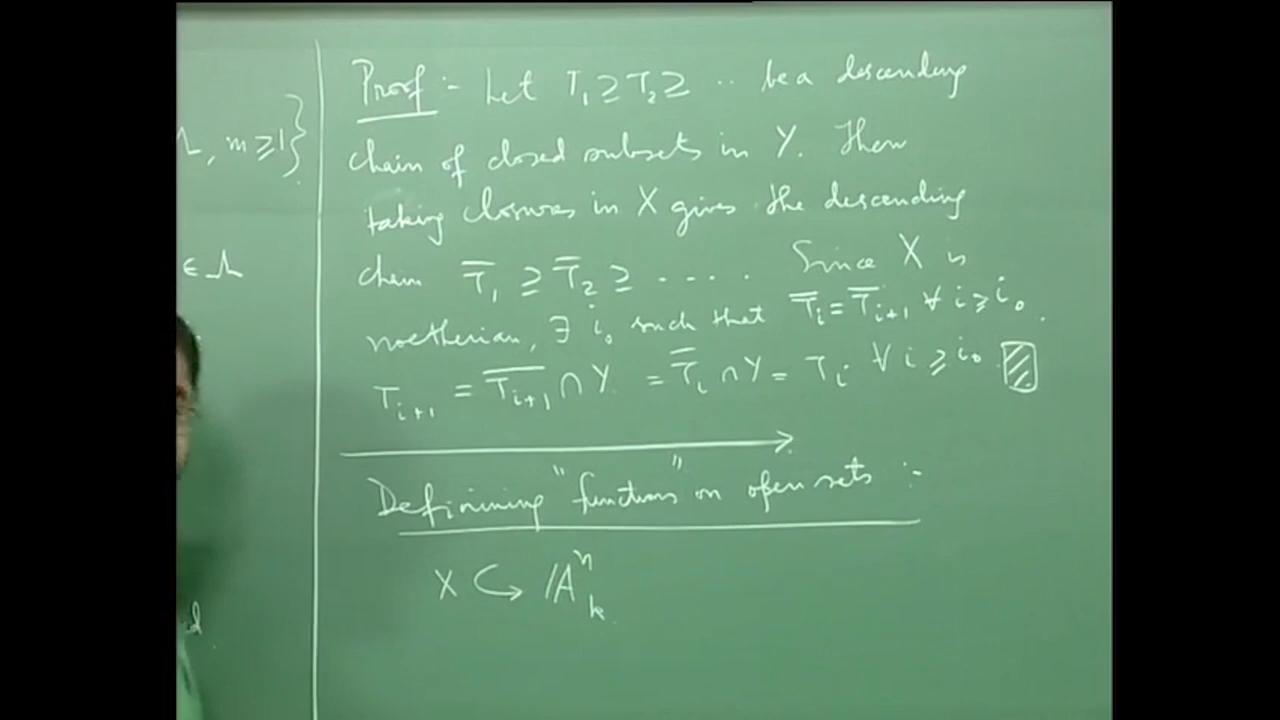 , m ≥ 1}
∈ Λ
d.
Proof :- Let T₁ ≥ T₂ ≥ .. be a descending
chain of closed subsets in Y. Then
taking closures in X gives the descending
chain T̅₁ ≥ T̅₂ ≥ ..... Since X is
noetherian, ∃ i₀ such that T̅ᵢ = T̅ᵢ₊₁ ∀ i ≥ i₀.
Tᵢ₊₁ = T̅ᵢ₊₁ ∩ Y = T̅ᵢ ∩ Y = Tᵢ ∀ i ≥ i₀
Definining "functions" on open sets :-
X ↪ 𝔸ⁿₖ